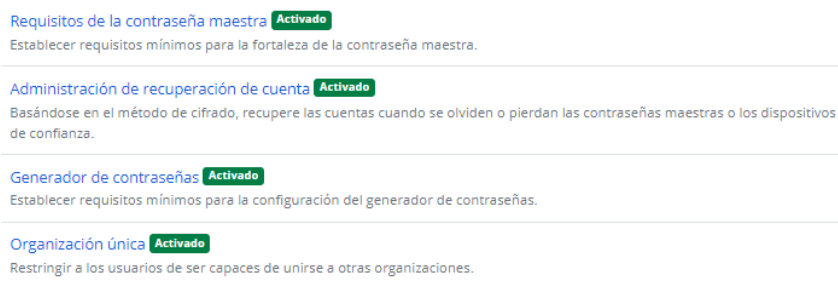 Requisitos de la contraseña maestra Activado
Establecer requisitos mínimos para la fortaleza de la contraseña maestra.
Administración de recuperación de cuenta Activado
Basándose en el método de cifrado, recupere las cuentas cuando se olviden o pierdan las contraseñas maestras o los dispositivos
de confianza.
Generador de contraseñas Activado
Establecer requisitos mínimos para la configuración del generador de contraseñas.
Organización única Activado
Restringir a los usuarios de ser capaces de unirse a otras organizaciones.